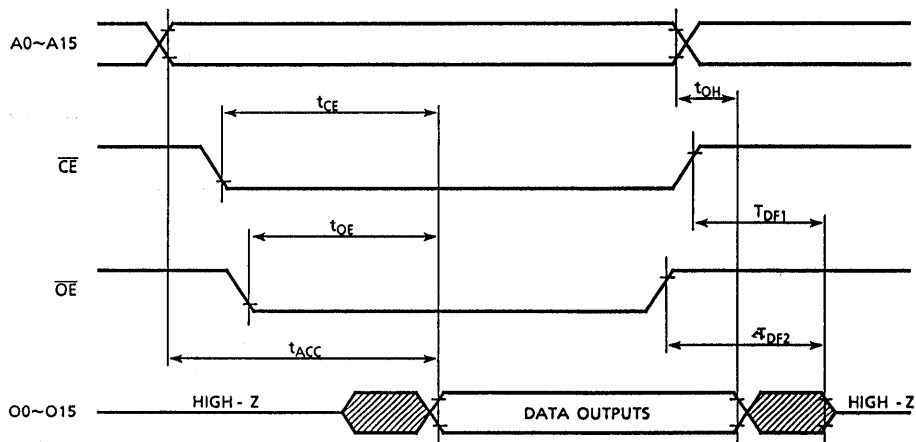 A0~A15
tOH
tCE
CE
TDF1
tOE
OE
tACC
TDF2
O0~O15
HIGH - Z
DATA OUTPUTS
HIGH - Z